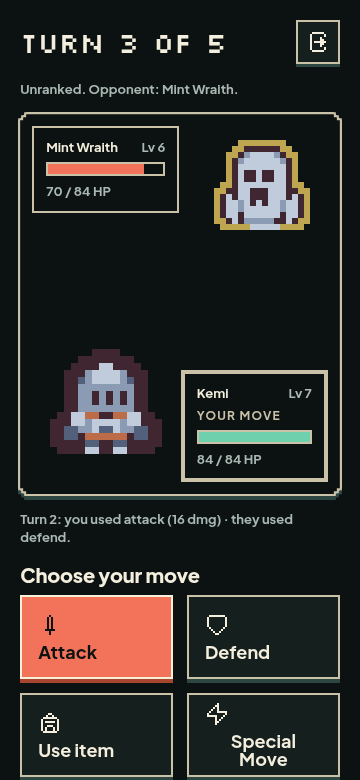 TURN 3 OF 5
Unranked. Opponent: Mint Wraith.
Mint Wraith Lv 6
70 / 84 HP
Kemi Lv 7
YOUR MOVE
84 / 84 HP
Turn 2: you used attack (16 dmg) · they used
defend.
Choose your move
Attack
Defend
Use item
Special
Move